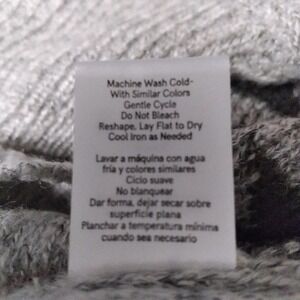 Machine Wash Cold-
With Similar Colors
Gentle Cycle
Do Not Bleach
Reshape, Lay Flat to Dry
Cool Iron as Needed
Lavar a máquina con agua
fría y colores similares
Ciclo suave
No blanquear
Dar forma, dejar secar sobre
superficie plana
Planchar a temperatura mínima
cuando sea necesario